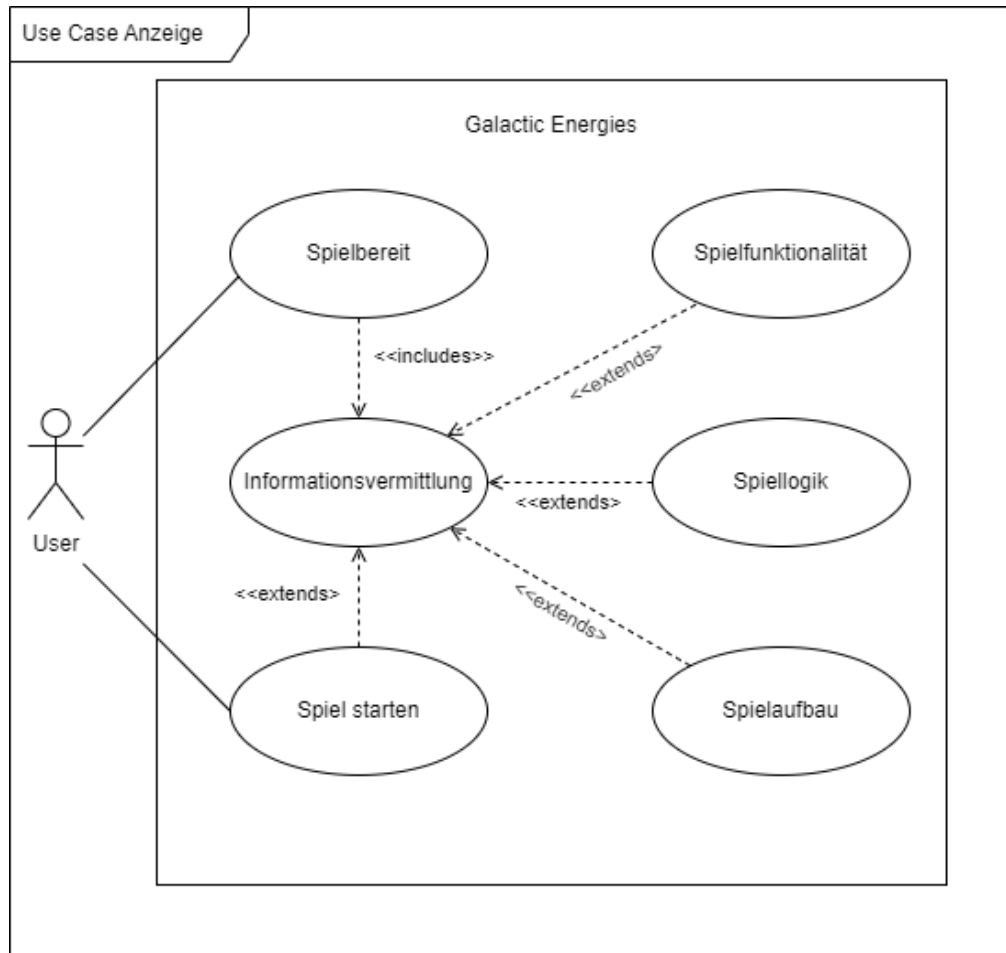 Use Case Anzeige
Galactic Energies
Spielbereit
Spielfunktionalität
<<includes>>
<<extends>
Informationsvermittlung
Spiellogik
<<extends>
User
<<extends>
<<extends>
Spiel starten
Spielaufbau